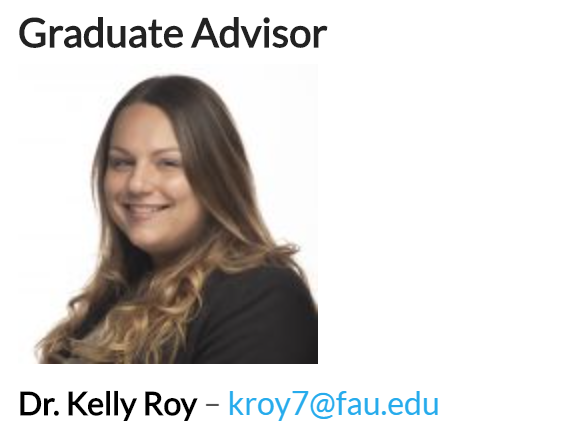 Graduate Advisor
Dr. Kelly Roy – kroy7@fau.edu